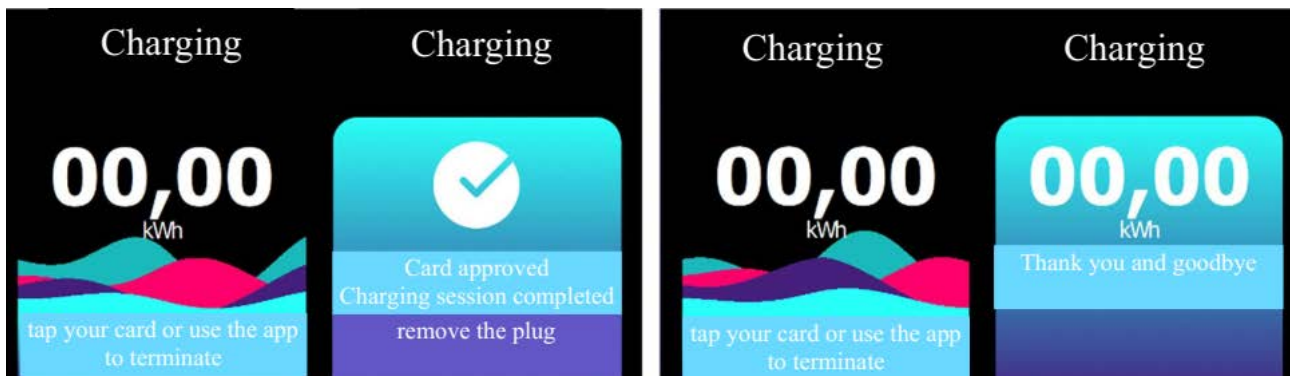 Charging
00,00
kWh
tap your card or use the app
to terminate
Charging
Card approved
Charging session completed
remove the plug
Charging
00,00
kWh
tap your card or use the app
to terminate
Charging
00,00
kWh
Thank you and goodbye